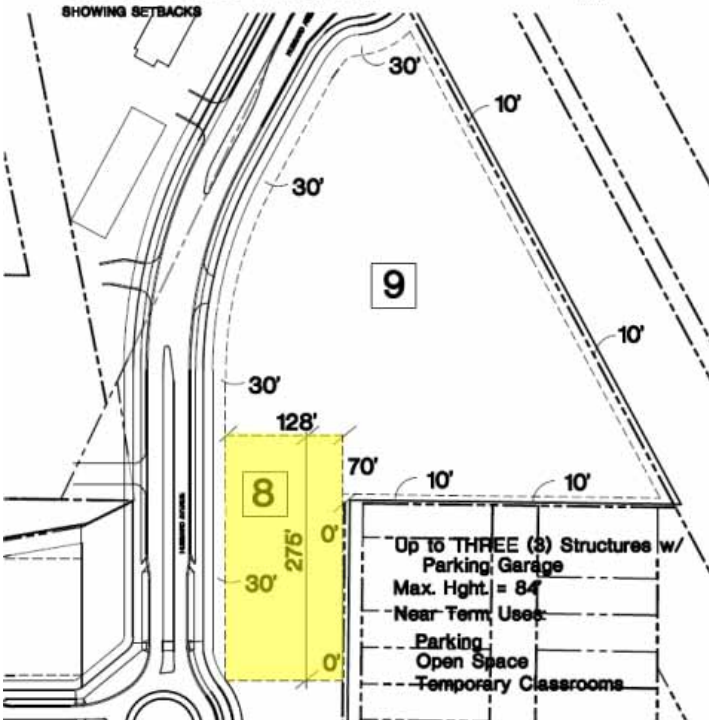 SHOWING SETBACKS
30'
10'
30'
9
10'
30'
128'
70'
10'
10'
8
0'
275'
Up to THREE (3) Structures w/
Parking Garage
30'
Max. Hght. = 84'
Near Term Uses:
Parking
0'
Open Space
Temporary Classrooms